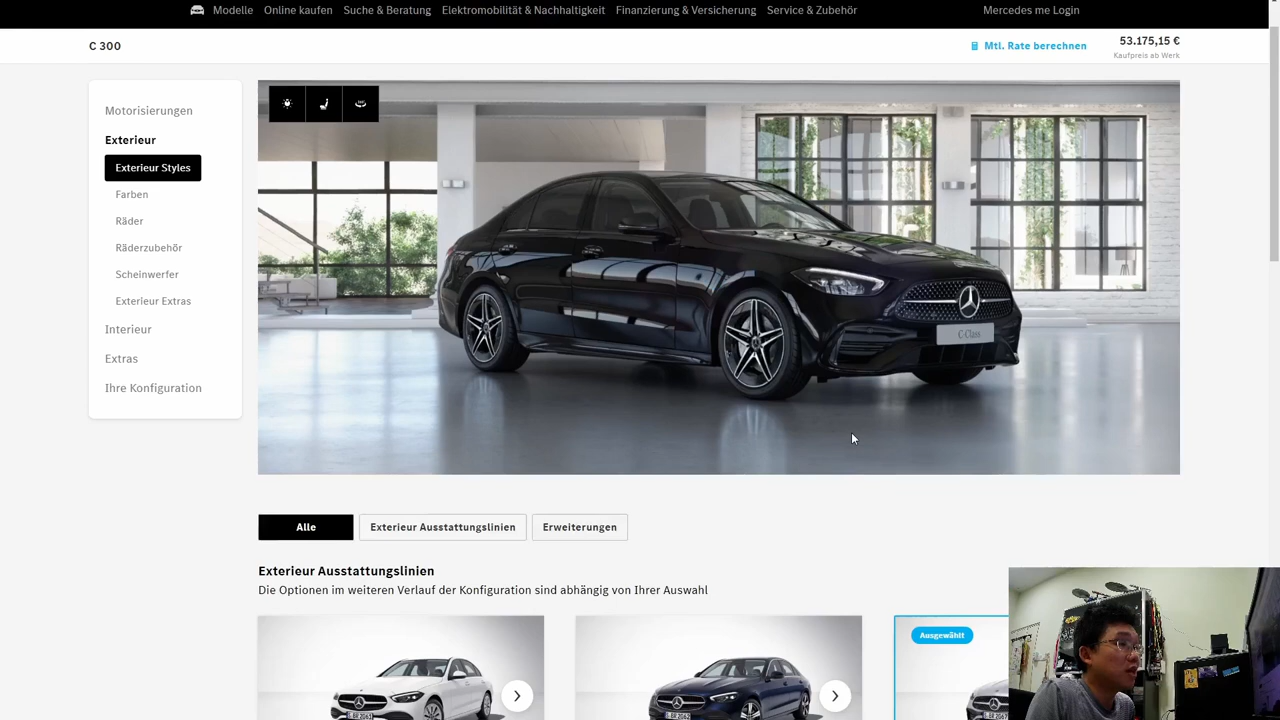 Modelle Online kaufen Suche & Beratung Elektromobilität & Nachhaltigkeit Finanzierung & Versicherung Service & Zubehör Mercedes me Login
C 300
Mtl. Rate berechnen
53.175,15 €
Kaufpreis ab Werk
Motorisierungen
Exterieur
Exterieur Styles
Farben
Räder
Räderzubehör
Scheinwerfer
Exterieur Extras
Interieur
Extras
Ihre Konfiguration
C-Class
Alle
Exterieur Ausstattungslinien
Erweiterungen
Exterieur Ausstattungslinien
Die Optionen im weiteren Verlauf der Konfiguration sind abhängig von Ihrer Auswahl
Ausgewählt